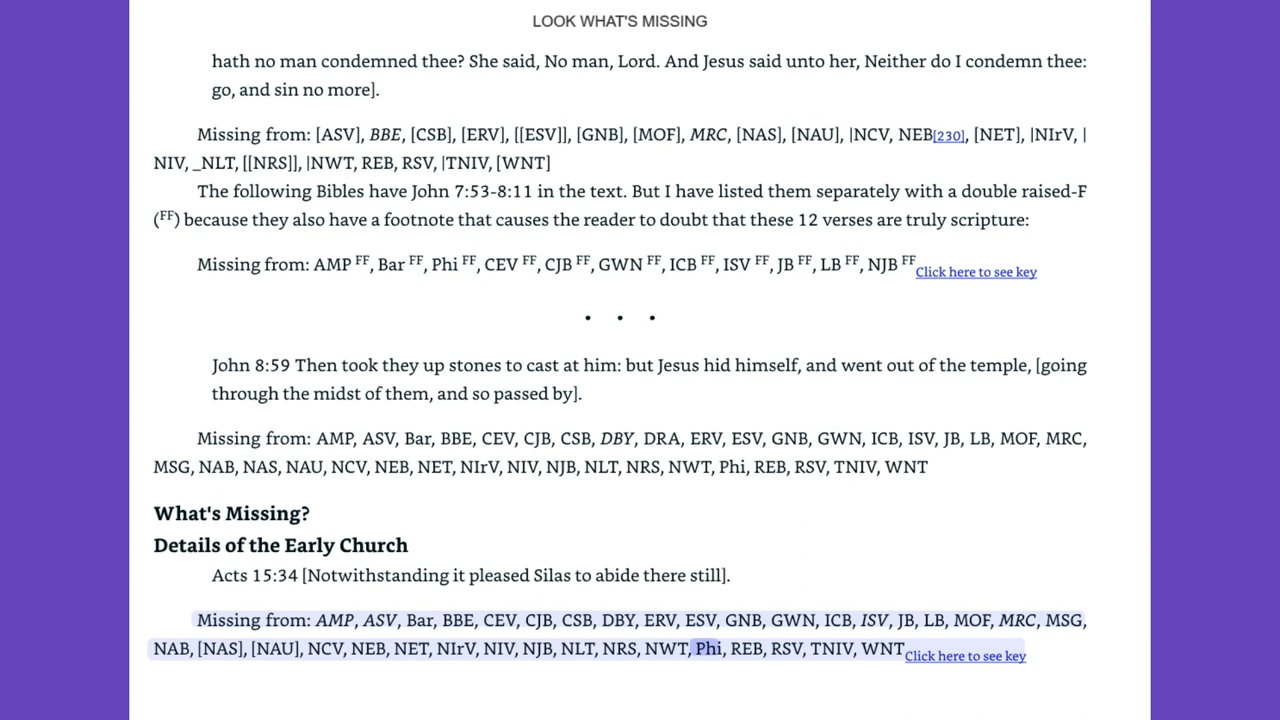 LOOK WHAT'S MISSING
hath no man condemned thee? She said, No man, Lord. And Jesus said unto her, Neither do I condemn thee:
go, and sin no more].
Missing from: [ASV], BBE, [CSB], [ERV], [[ESV]], [GNB], [MOF], MRC, [NAS], [NAU], |NCV, NEB[230], [NET], |NIrV, |
NIV, _NLT, [[NRS]], |NWT, REB, RSV, |TNIV, [WNT]
The following Bibles have John 7:53-8:11 in the text. But I have listed them separately with a double raised-F
(FF) because they also have a footnote that causes the reader to doubt that these 12 verses are truly scripture:
Missing from: AMP FF, Bar FF, Phi FF, CEV FF, CJB FF, GWN FF, ICB FF, ISV FF, JB FF, LB FF, NJB FF Click here to see key
• • •
John 8:59 Then took they up stones to cast at him: but Jesus hid himself, and went out of the temple, [going
through the midst of them, and so passed by].
Missing from: AMP, ASV, Bar, BBE, CEV, CJB, CSB, DBY, DRA, ERV, ESV, GNB, GWN, ICB, ISV, JB, LB, MOF, MRC,
MSG, NAB, NAS, NAU, NCV, NEB, NET, NIrV, NIV, NJB, NLT, NRS, NWT, Phi, REB, RSV, TNIV, WNT
What's Missing?
Details of the Early Church
Acts 15:34 [Notwithstanding it pleased Silas to abide there still].
Missing from: AMP, ASV, Bar, BBE, CEV, CJB, CSB, DBY, ERV, ESV, GNB, GWN, ICB, ISV, JB, LB, MOF, MRC, MSG,
NAB, [NAS], [NAU], NCV, NEB, NET, NIrV, NIV, NJB, NLT, NRS, NWT, Phi, REB, RSV, TNIV, WNT Click here to see key